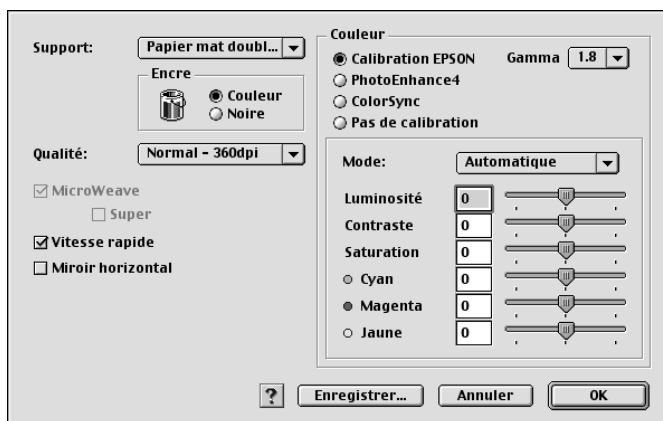 Support: Papier mat doubl...
Encre
Couleur
Noire
Qualité: Normal - 360dpi
MicroWeave
Super
Vitesse rapide
Miroir horizontal
Couleur
Calibration EPSON Gamma 1.8
PhotoEnhance4
ColorSync
Pas de calibration
Mode: Automatique
Luminosité 0
Contraste 0
Saturation 0
Cyan 0
Magenta 0
Jaune 0
? Enregistrer... Annuler OK